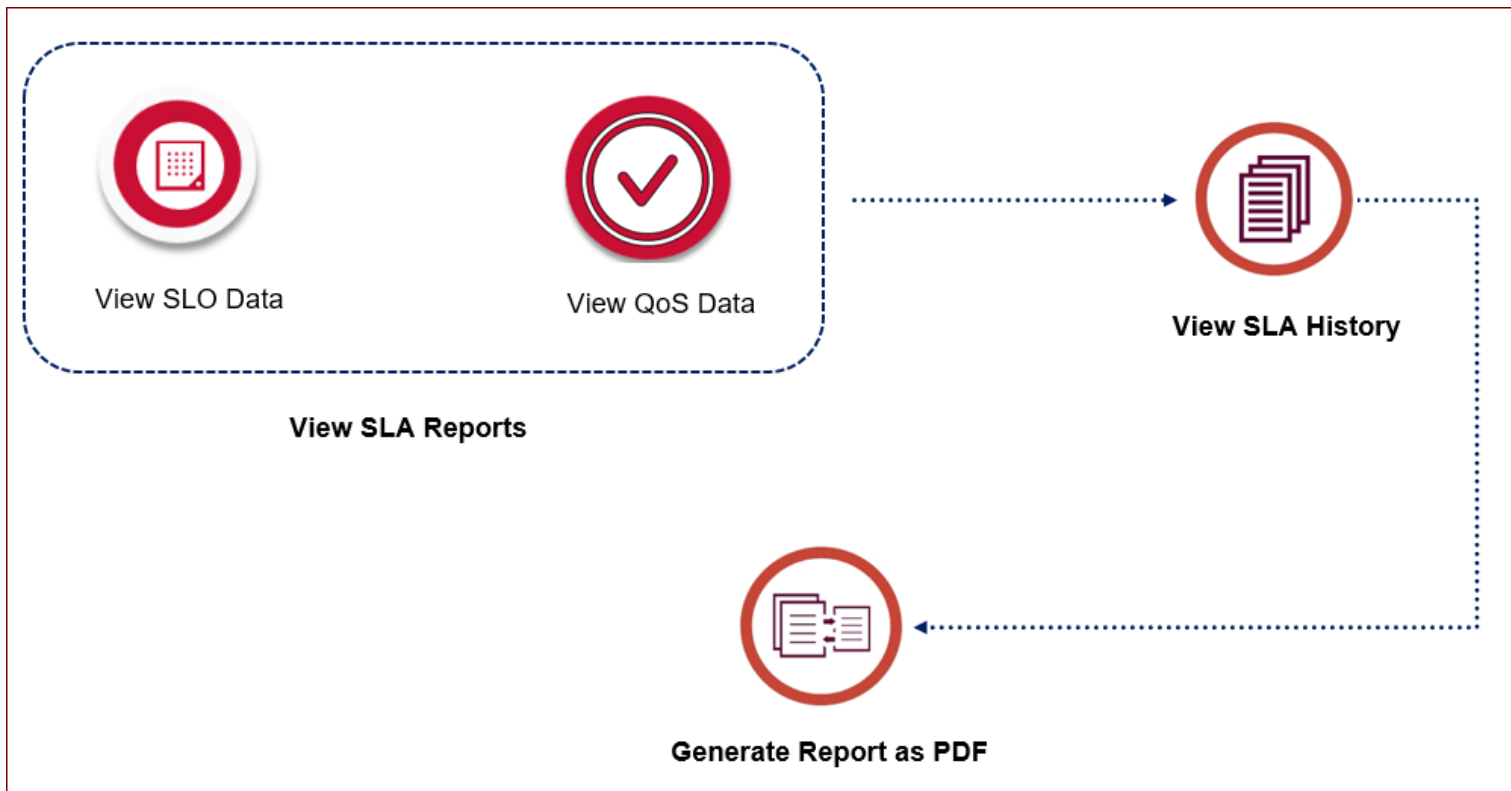 View SLO Data
View QoS Data
View SLA History
View SLA Reports
Generate Report as PDF